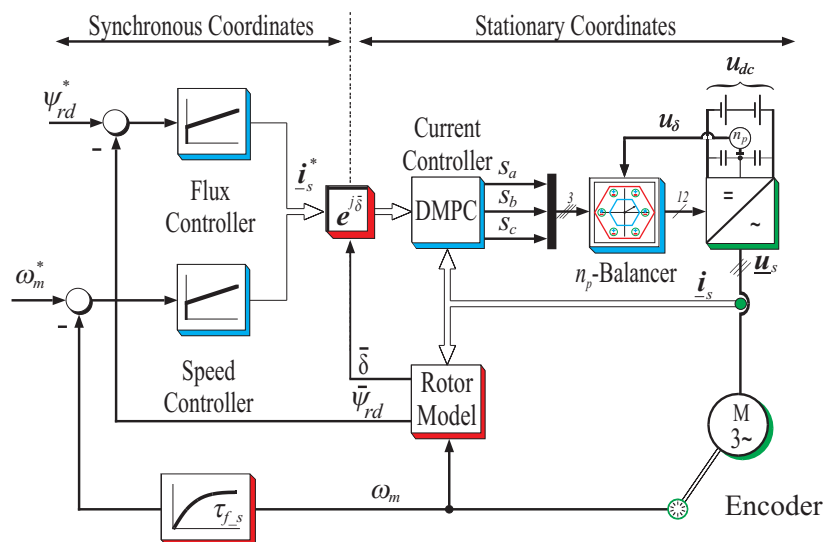 Synchronous Coordinates
Stationary Coordinates
u_dc
ψ*_rd
-
Flux
Controller
i_s*
e^jδ̄
Current
Controller
DMPC
s_a
s_b
s_c
3
n_p-Balancer
12
u_δ
n_p
=
~
u_s
i_s
ω*_m
-
Speed
Controller
δ̄
ψ̄_rd
Rotor
Model
M
3~
τ_f_s
ω_m
Encoder